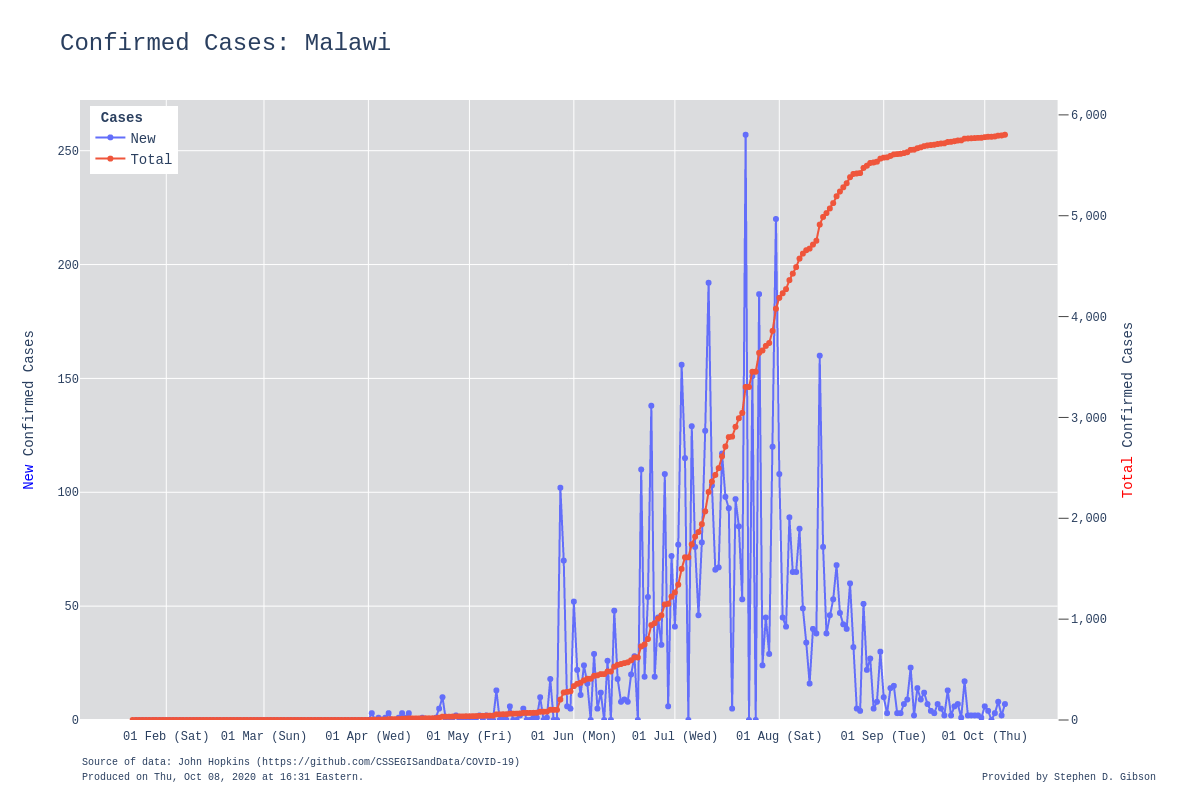 Confirmed Cases: Malawi
Cases
New
Total
250
200
150
100
50
0
6,000
5,000
4,000
3,000
2,000
1,000
0
New Confirmed Cases
Total Confirmed Cases
01 Feb (Sat)
01 Mar (Sun)
01 Apr (Wed)
01 May (Fri)
01 Jun (Mon)
01 Jul (Wed)
01 Aug (Sat)
01 Sep (Tue)
01 Oct (Thu)
Source of data: John Hopkins (https://github.com/CSSEGISandData/COVID-19)
Produced on Thu, Oct 08, 2020 at 16:31 Eastern.
Provided by Stephen D. Gibson